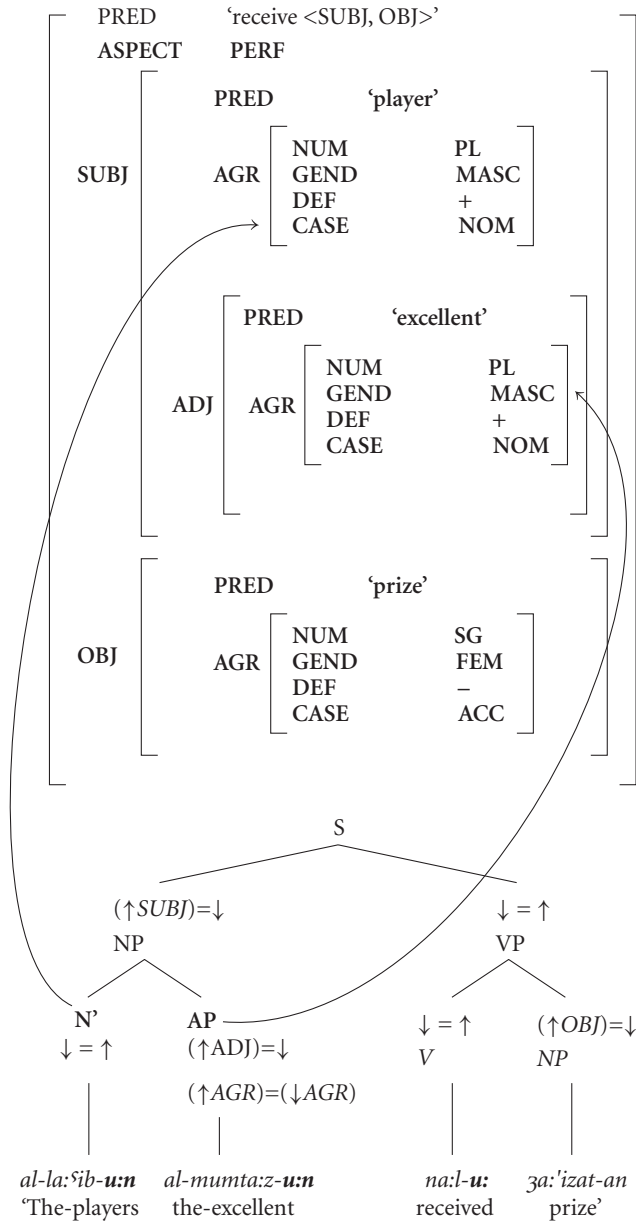 PRED ‘receive <SUBJ, OBJ>’
ASPECT PERF
PRED ‘player’
NUM PL
SUBJ AGR GEND MASC
DEF +
CASE NOM
PRED ‘excellent’
NUM PL
ADJ AGR GEND MASC
DEF +
CASE NOM
PRED ‘prize’
NUM SG
OBJ AGR GEND FEM
DEF –
CASE ACC
S
(↑SUBJ)=↓ ↓ = ↑
NP VP
N’ AP ↓ = ↑ (↑OBJ)=↓
↓ = ↑ (↑ADJ)=↓ V NP
(↑AGR)=(↓AGR)
al-la:ˤib-u:n al-mumta:z-u:n na:l-u: ʒa:'izat-an
‘The-players the-excellent received prize’